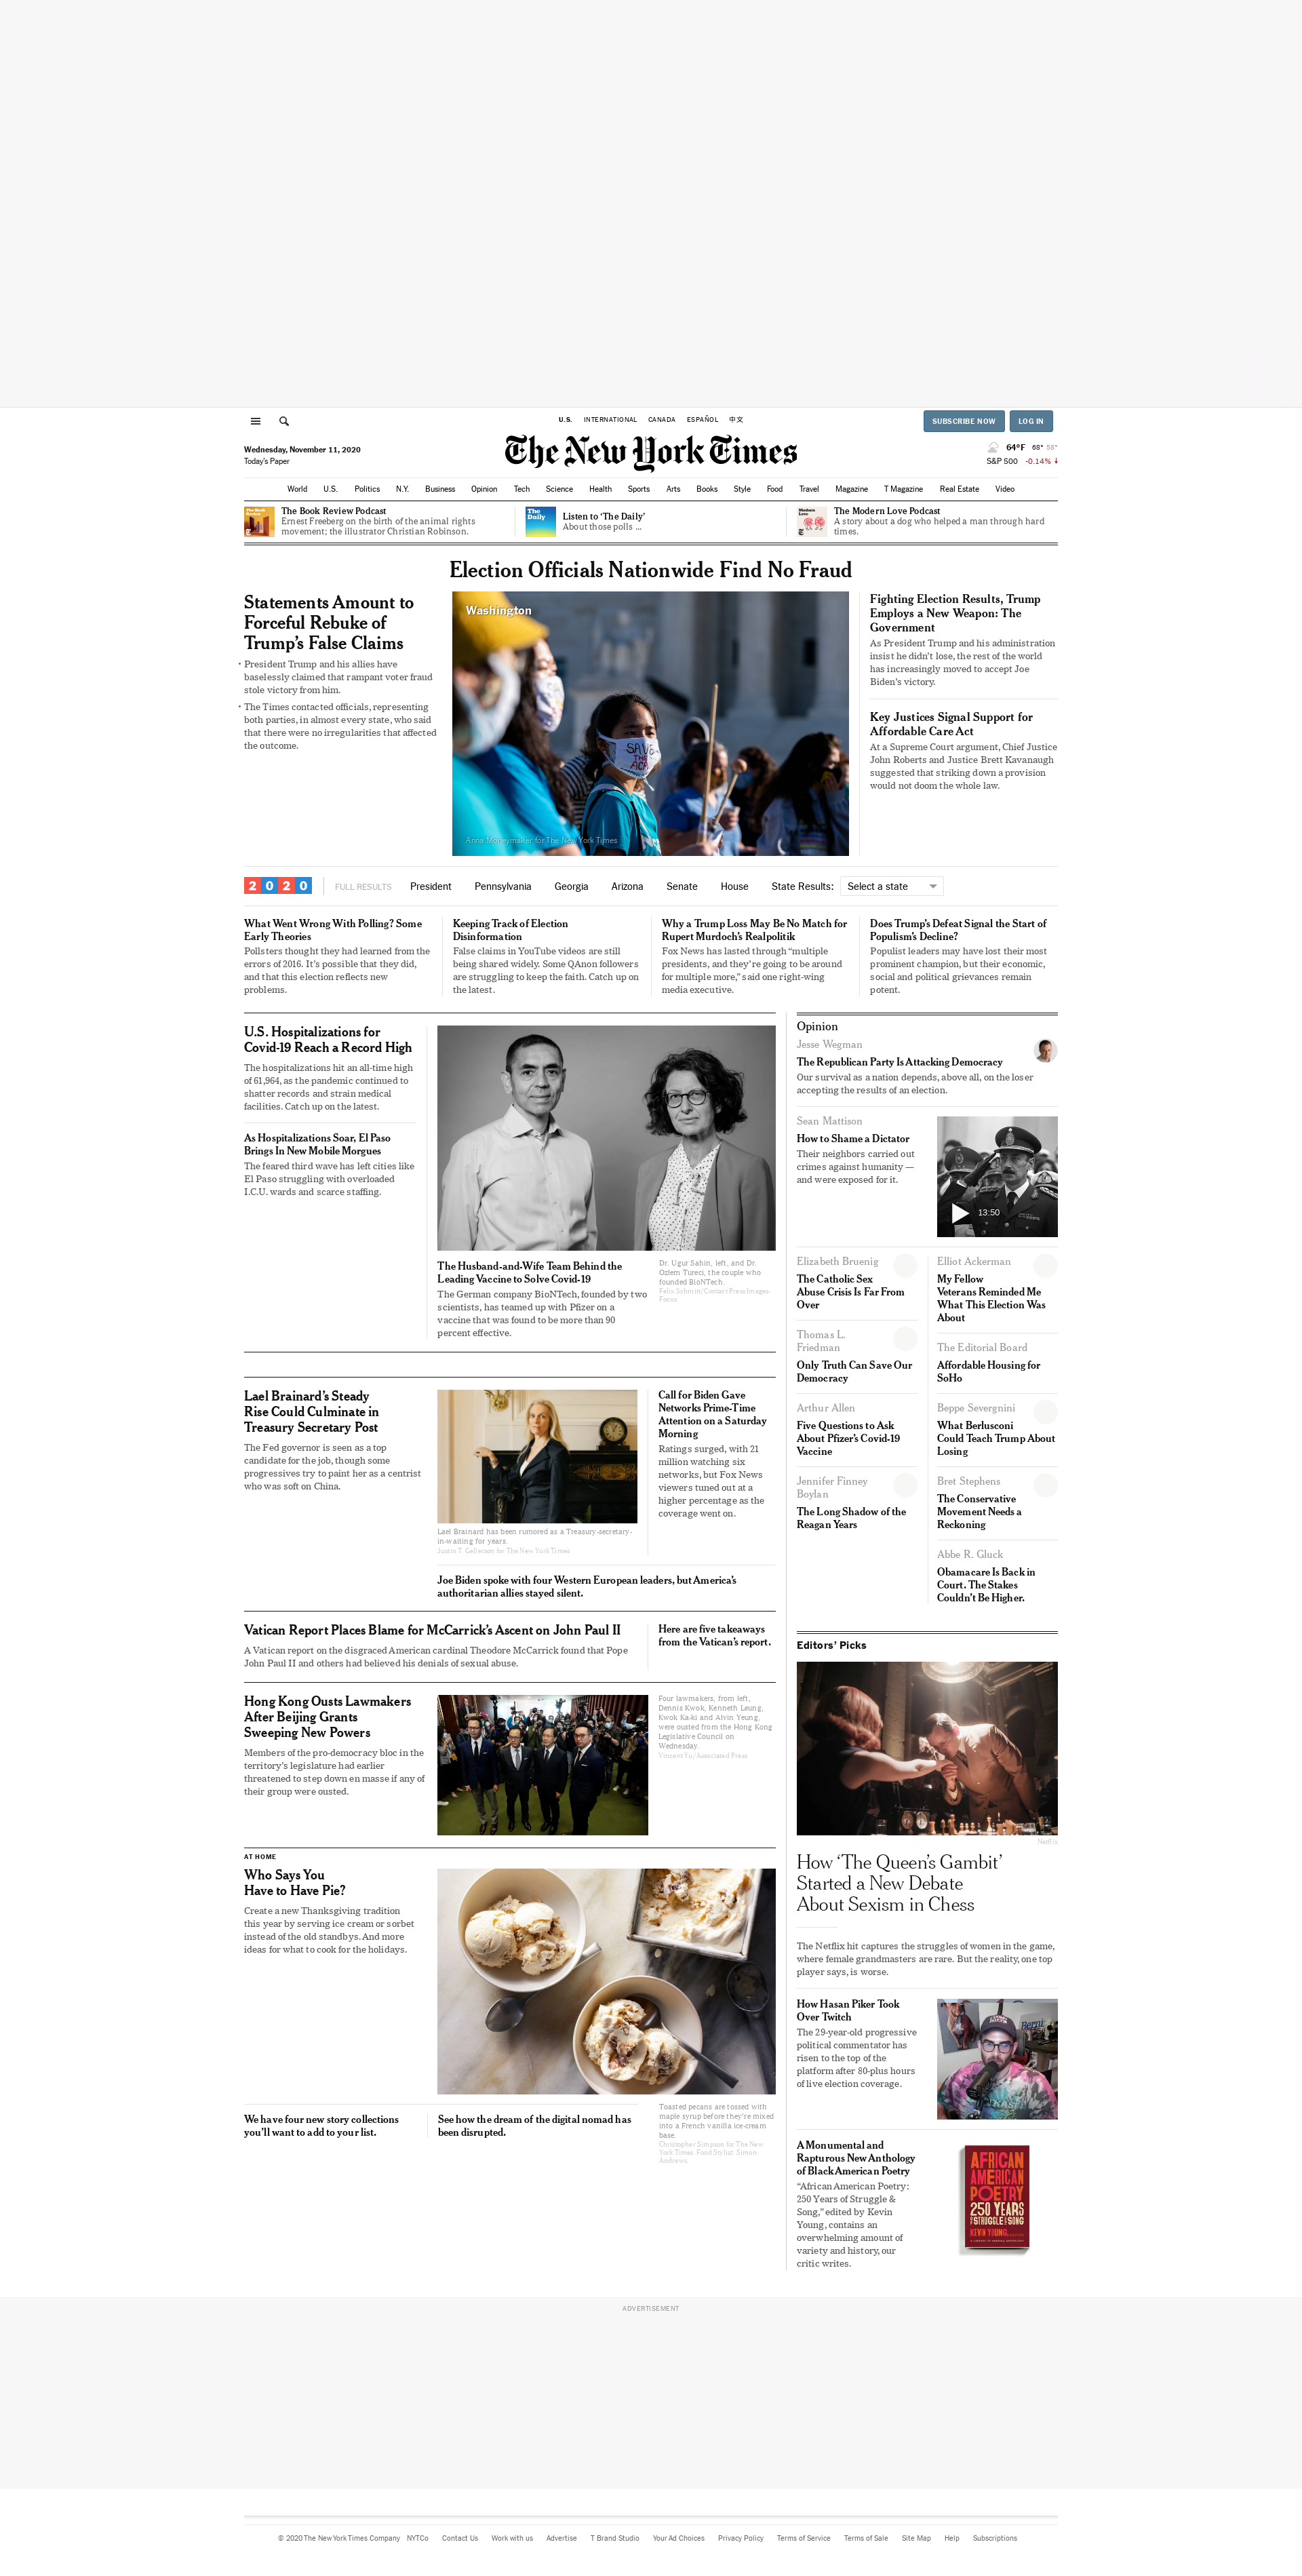 U.S. INTERNATIONAL CANADA ESPAÑOL 中文
SUBSCRIBE NOW LOG IN
Wednesday, November 11, 2020
Today's Paper
The New York Times
64°F 68° 55°
S&P 500 -0.14%
World U.S. Politics N.Y. Business Opinion Tech Science Health Sports Arts Books Style Food Travel Magazine T Magazine Real Estate Video
The Book Review Podcast
Ernest Freeberg on the birth of the animal rights
movement; the illustrator Christian Robinson.
The Daily
Listen to ‘The Daily’
About those polls ...
Modern Love
The Modern Love Podcast
A story about a dog who helped a man through hard
times.
Election Officials Nationwide Find No Fraud
Statements Amount to
Forceful Rebuke of
Trump’s False Claims
• President Trump and his allies have
baselessly claimed that rampant voter fraud
stole victory from him.
• The Times contacted officials, representing
both parties, in almost every state, who said
that there were no irregularities that affected
the outcome.
Washington
SAVE
THE
ACA
Anna Moneymaker for The New York Times
Fighting Election Results, Trump
Employs a New Weapon: The
Government
As President Trump and his administration
insist he didn’t lose, the rest of the world
has increasingly moved to accept Joe
Biden’s victory.
Key Justices Signal Support for
Affordable Care Act
At a Supreme Court argument, Chief Justice
John Roberts and Justice Brett Kavanaugh
suggested that striking down a provision
would not doom the whole law.
2020 FULL RESULTS President Pennsylvania Georgia Arizona Senate House State Results: Select a state
What Went Wrong With Polling? Some
Early Theories
Pollsters thought they had learned from the
errors of 2016. It’s possible that they did,
and that this election reflects new
problems.
Keeping Track of Election
Disinformation
False claims in YouTube videos are still
being shared widely. Some QAnon followers
are struggling to keep the faith. Catch up on
the latest.
Why a Trump Loss May Be No Match for
Rupert Murdoch’s Realpolitik
Fox News has lasted through “multiple
presidents, and they’re going to be around
for multiple more,” said one right-wing
media executive.
Does Trump’s Defeat Signal the Start of
Populism’s Decline?
Populist leaders may have lost their most
prominent champion, but their economic,
social and political grievances remain
potent.
U.S. Hospitalizations for
Covid-19 Reach a Record High
The hospitalizations hit an all-time high
of 61,964, as the pandemic continued to
shatter records and strain medical
facilities. Catch up on the latest.
As Hospitalizations Soar, El Paso
Brings In New Mobile Morgues
The feared third wave has left cities like
El Paso struggling with overloaded
I.C.U. wards and scarce staffing.
The Husband-and-Wife Team Behind the
Leading Vaccine to Solve Covid-19
The German company BioNTech, founded by two
scientists, has teamed up with Pfizer on a
vaccine that was found to be more than 90
percent effective.
Dr. Ugur Sahin, left, and Dr.
Ozlem Tureci, the couple who
founded BioNTech.
Felix Schmitt/Contact Press Images-
Focus
Lael Brainard’s Steady
Rise Could Culminate in
Treasury Secretary Post
The Fed governor is seen as a top
candidate for the job, though some
progressives try to paint her as a centrist
who was soft on China.
Lael Brainard has been rumored as a Treasury-secretary-
in-waiting for years.
Justin T. Gellerson for The New York Times
Call for Biden Gave
Networks Prime-Time
Attention on a Saturday
Morning
Ratings surged, with 21
million watching six
networks, but Fox News
viewers tuned out at a
higher percentage as the
coverage went on.
Joe Biden spoke with four Western European leaders, but America’s
authoritarian allies stayed silent.
Vatican Report Places Blame for McCarrick’s Ascent on John Paul II
A Vatican report on the disgraced American cardinal Theodore McCarrick found that Pope
John Paul II and others had believed his denials of sexual abuse.
Here are five takeaways
from the Vatican’s report.
Hong Kong Ousts Lawmakers
After Beijing Grants
Sweeping New Powers
Members of the pro-democracy bloc in the
territory’s legislature had earlier
threatened to step down en masse if any of
their group were ousted.
Four lawmakers, from left,
Dennis Kwok, Kenneth Leung,
Kwok Ka-ki and Alvin Yeung,
were ousted from the Hong Kong
Legislative Council on
Wednesday.
Vincent Yu/Associated Press
AT HOME
Who Says You
Have to Have Pie?
Create a new Thanksgiving tradition
this year by serving ice cream or sorbet
instead of the old standbys. And more
ideas for what to cook for the holidays.
We have four new story collections
you’ll want to add to your list.
See how the dream of the digital nomad has
been disrupted.
Toasted pecans are tossed with
maple syrup before they’re mixed
into a French vanilla ice-cream
base.
Christopher Simpson for The New
York Times. Food Stylist: Simon
Andrews.
Opinion
Jesse Wegman
The Republican Party Is Attacking Democracy
Our survival as a nation depends, above all, on the loser
accepting the results of an election.
Sean Mattison
How to Shame a Dictator
Their neighbors carried out
crimes against humanity —
and were exposed for it.
13:50
Elizabeth Bruenig
The Catholic Sex
Abuse Crisis Is Far From
Over
Thomas L.
Friedman
Only Truth Can Save Our
Democracy
Arthur Allen
Five Questions to Ask
About Pfizer’s Covid-19
Vaccine
Jennifer Finney
Boylan
The Long Shadow of the
Reagan Years
Elliot Ackerman
My Fellow
Veterans Reminded Me
What This Election Was
About
The Editorial Board
Affordable Housing for
SoHo
Beppe Severgnini
What Berlusconi
Could Teach Trump About
Losing
Bret Stephens
The Conservative
Movement Needs a
Reckoning
Abbe R. Gluck
Obamacare Is Back in
Court. The Stakes
Couldn’t Be Higher.
Editors’ Picks
Netflix
How ‘The Queen’s Gambit’
Started a New Debate
About Sexism in Chess
The Netflix hit captures the struggles of women in the game,
where female grandmasters are rare. But the reality, one top
player says, is worse.
How Hasan Piker Took
Over Twitch
The 29-year-old progressive
political commentator has
risen to the top of the
platform after 80-plus hours
of live election coverage.
A Monumental and
Rapturous New Anthology
of Black American Poetry
“African American Poetry:
250 Years of Struggle &
Song,” edited by Kevin
Young, contains an
overwhelming amount of
variety and history, our
critic writes.
AFRICAN
AMERICAN
POETRY
250 YEARS
OF STRUGGLE & SONG
KEVIN YOUNG
ADVERTISEMENT
© 2020 The New York Times Company NYTCo Contact Us Work with us Advertise T Brand Studio Your Ad Choices Privacy Policy Terms of Service Terms of Sale Site Map Help Subscriptions